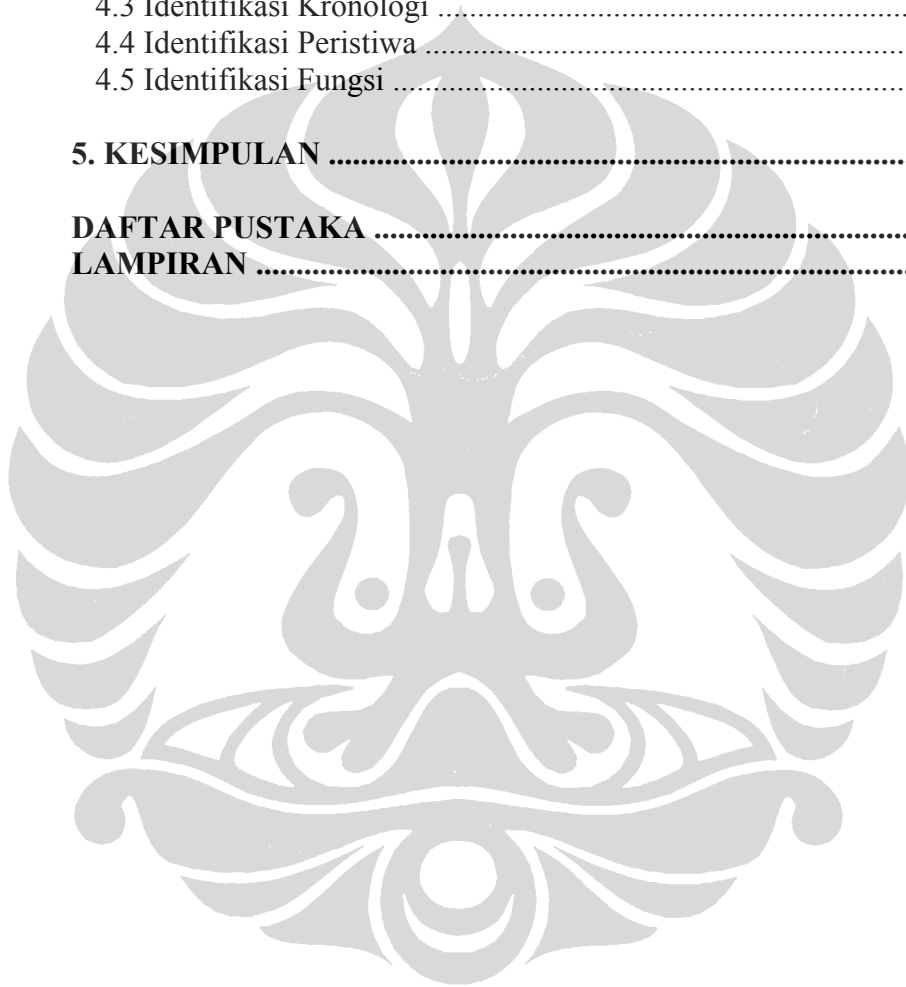 4.3 Identifikasi Kronologi ..........................................................
4.4 Identifikasi Peristiwa ............................................................
4.5 Identifikasi Fungsi ................................................................
5. KESIMPULAN ........................................................................
DAFTAR PUSTAKA ..................................................................
LAMPIRAN .................................................................................